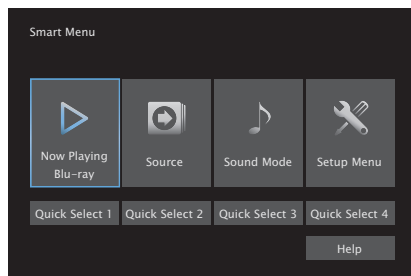 Smart Menu
Now Playing
Blu-ray
Source
Sound Mode
Setup Menu
Quick Select 1
Quick Select 2
Quick Select 3
Quick Select 4
Help